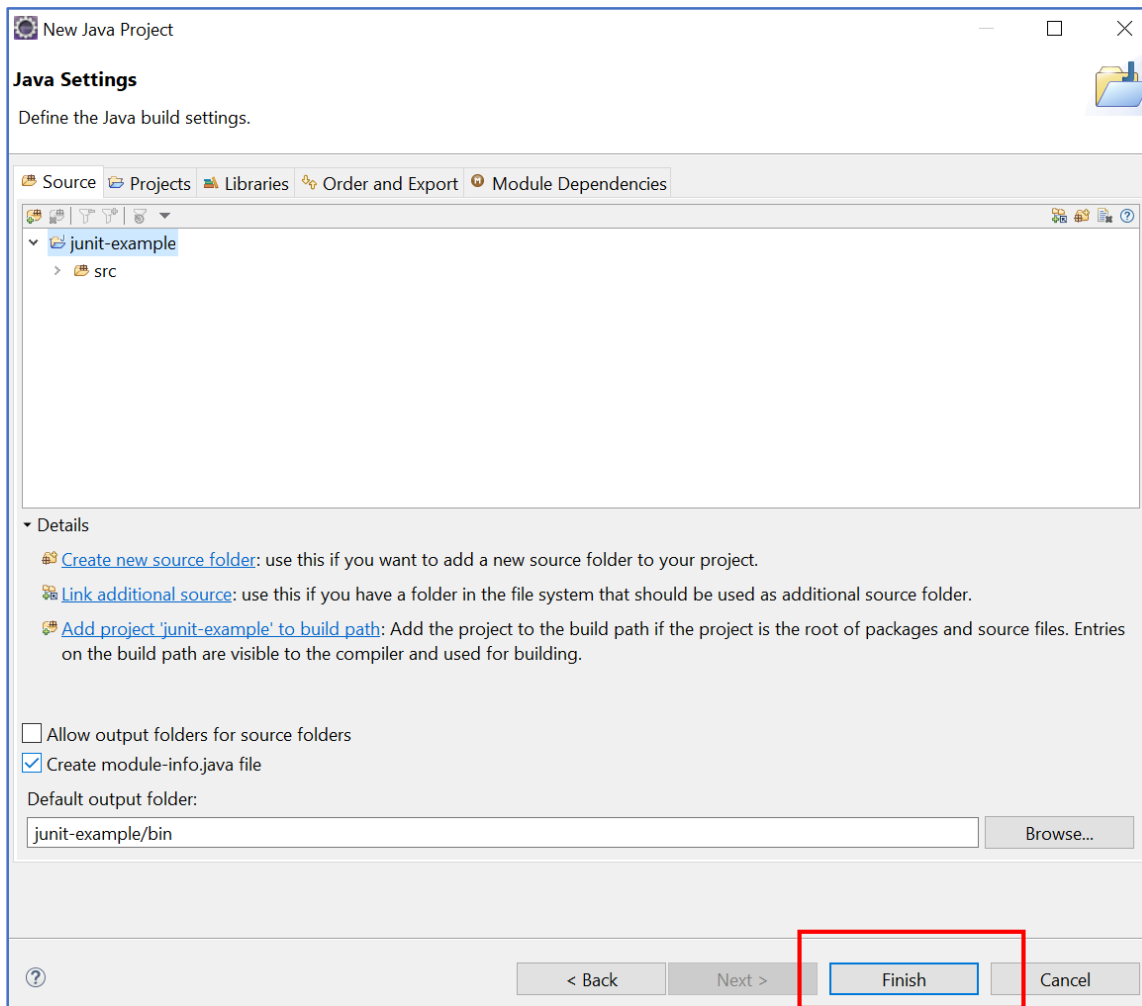 New Java Project
Java Settings
Define the Java build settings.
Source Projects Libraries Order and Export Module Dependencies
junit-example
src
Details
Create new source folder: use this if you want to add a new source folder to your project.
Link additional source: use this if you have a folder in the file system that should be used as additional source folder.
Add project 'junit-example' to build path: Add the project to the build path if the project is the root of packages and source files. Entries
on the build path are visible to the compiler and used for building.
Allow output folders for source folders
Create module-info.java file
Default output folder:
junit-example/bin Browse...
< Back Next > Finish Cancel